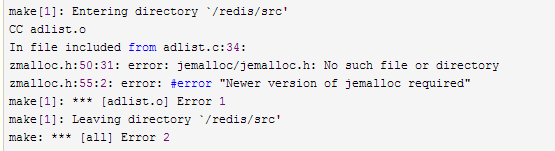 make[1]: Entering directory `/redis/src'
CC adlist.o
In file included from adlist.c:34:
zmalloc.h:50:31: error: jemalloc/jemalloc.h: No such file or directory
zmalloc.h:55:2: error: #error "Newer version of jemalloc required"
make[1]: *** [adlist.o] Error 1
make[1]: Leaving directory `/redis/src'
make: *** [all] Error 2